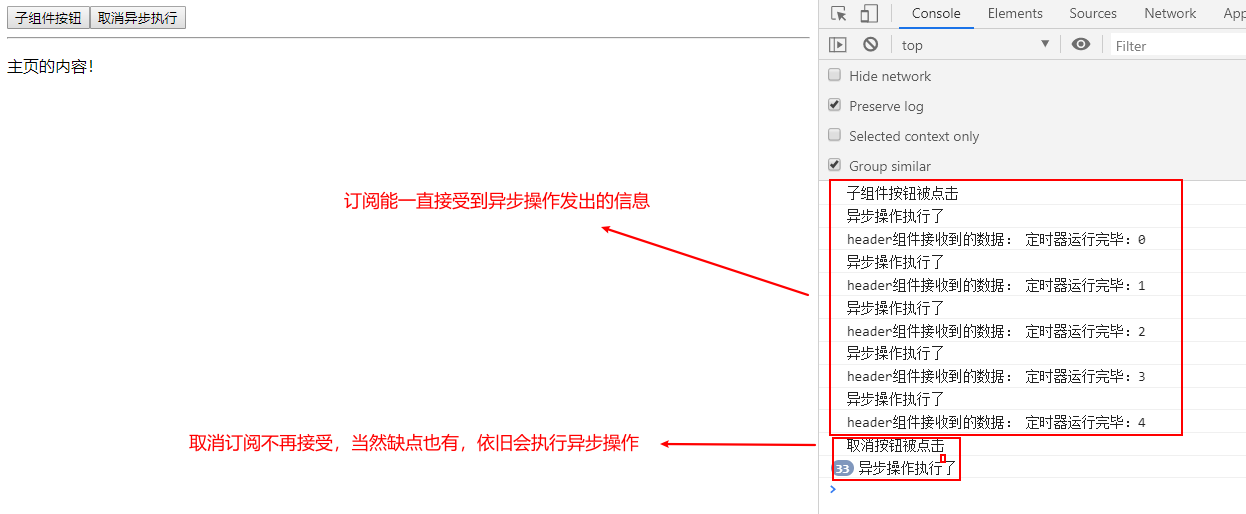 子组件按钮 取消异步执行
主页的内容！
订阅能一直接受到异步操作发出的信息
取消订阅不再接受，当然缺点也有，依旧会执行异步操作
Console Elements Sources Network App
top Filter
Hide network
Preserve log
Selected context only
Group similar
子组件按钮被点击
异步操作执行了
header组件接收到的数据： 定时器运行完毕：0
异步操作执行了
header组件接收到的数据： 定时器运行完毕：1
异步操作执行了
header组件接收到的数据： 定时器运行完毕：2
异步操作执行了
header组件接收到的数据： 定时器运行完毕：3
异步操作执行了
header组件接收到的数据： 定时器运行完毕：4
取消按钮被点击
33 异步操作执行了